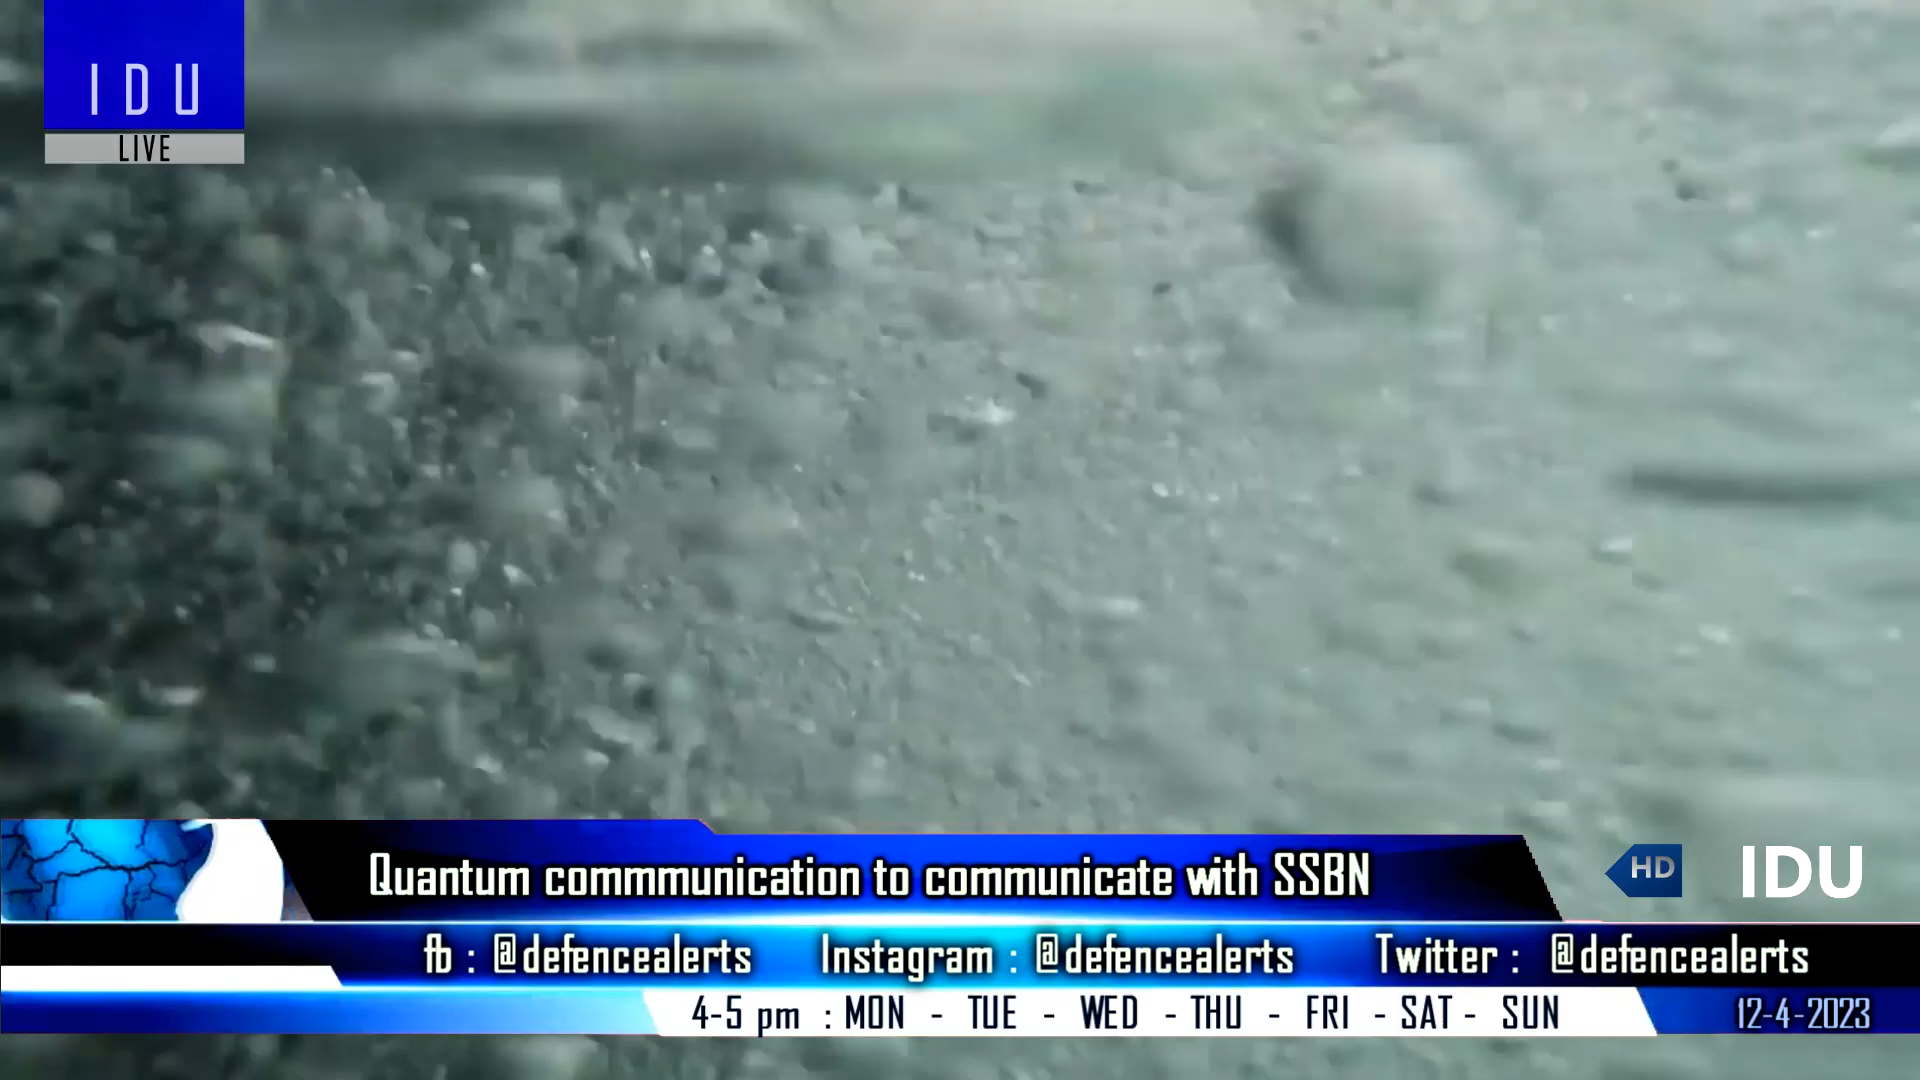 IDU
LIVE
Quantum commmunication to communicate with SSBN
HD
IDU
fb : @defencealerts Instagram : @defencealerts Twitter : @defencealerts
4-5 pm : MON - TUE - WED - THU - FRI - SAT - SUN
12-4-2023